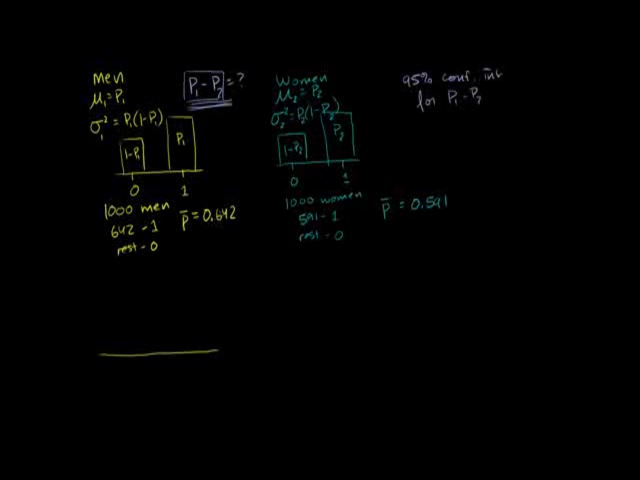 Men
μ₁=P₁
σ₁²=P₁(1-P₁)
1-P₁
P₁
0 1
1000 men
642 - 1
rest - 0
p̄=0.642
P₁-P₂=?
Women
μ₂=P₂
σ₂²=P₂(1-P₂)
1-P₂
P₂
0 1
1000 women
591 - 1
rest - 0
p̄=0.591
95% conf. int
for P₁-P₂